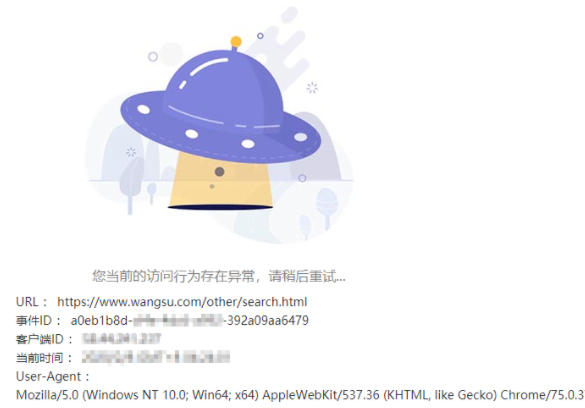 您当前的访问行为存在异常，请稍后重试...
URL： https://www.wangsu.com/other/search.html
事件ID： a0eb1b8d- -392a09aa6479
客户端ID：
当前时间：
User-Agent：
Mozilla/5.0 (Windows NT 10.0; Win64; x64) AppleWebKit/537.36 (KHTML, like Gecko) Chrome/75.0.3